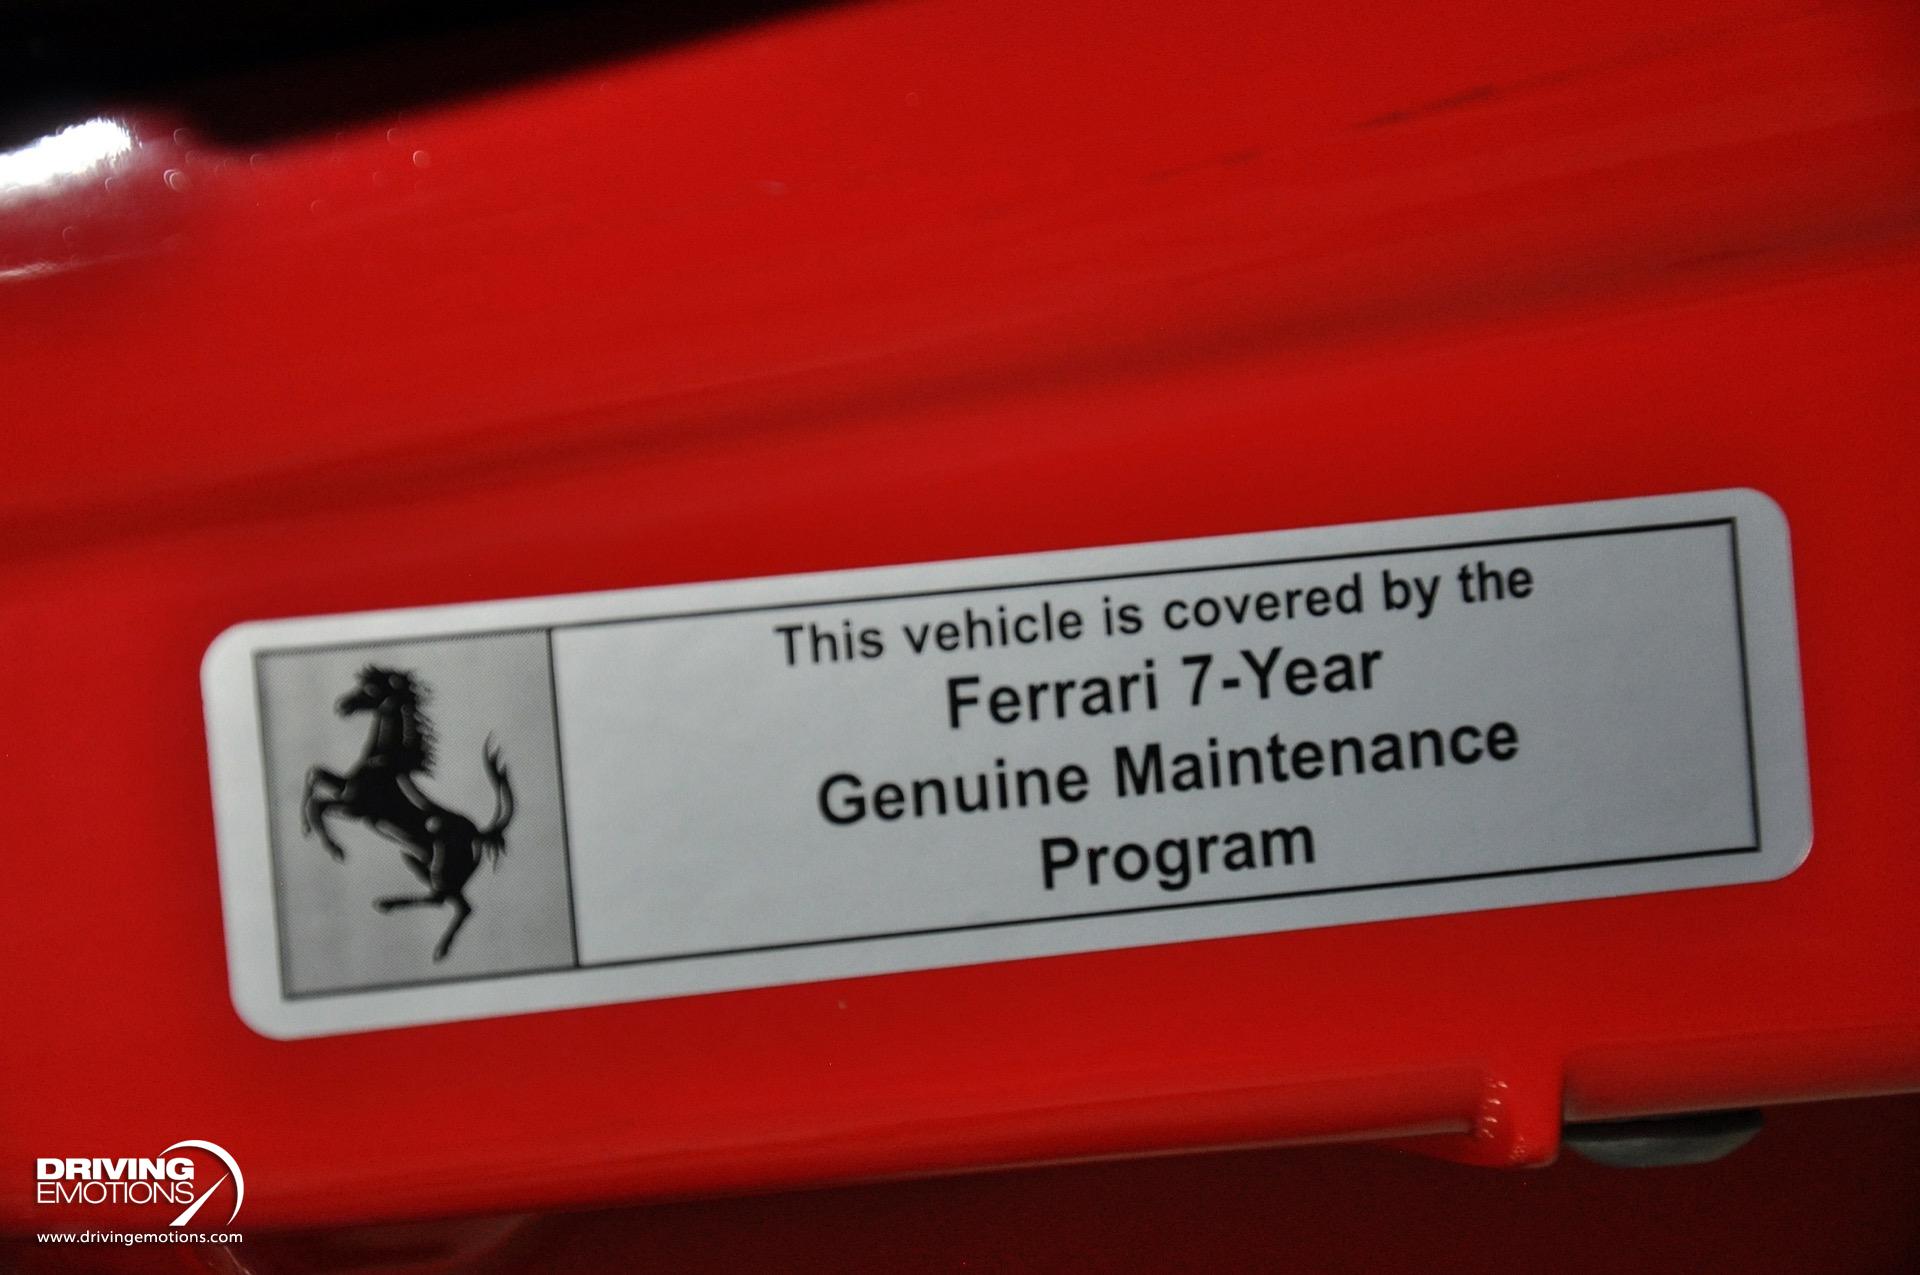 This vehicle is covered by the
Ferrari 7-Year
Genuine Maintenance
Program
DRIVING
EMOTIONS
www.drivingemotions.com